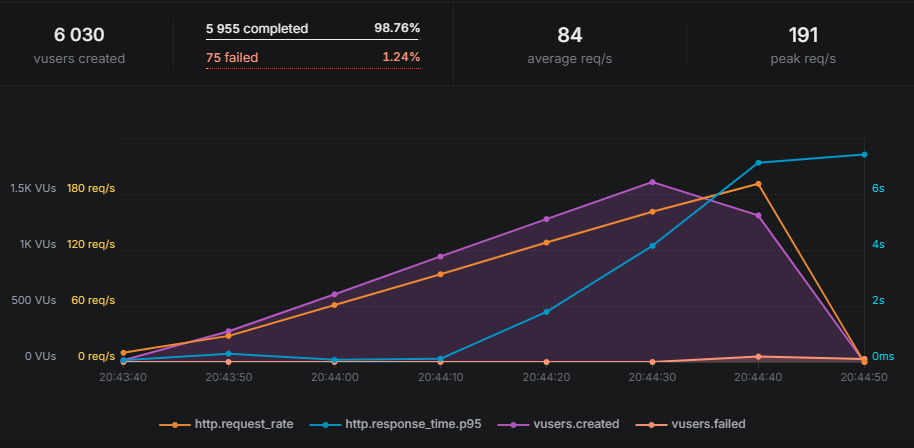 6 030
vusers created
5 955 completed 98.76%
75 failed 1.24%
84
average req/s
191
peak req/s
1.5K VUs 180 req/s 6s
1K VUs 120 req/s 4s
500 VUs 60 req/s 2s
0 VUs 0 req/s 0ms
20:43:40 20:43:50 20:44:00 20:44:10 20:44:20 20:44:30 20:44:40 20:44:50
http.request_rate http.response_time.p95 vusers.created vusers.failed